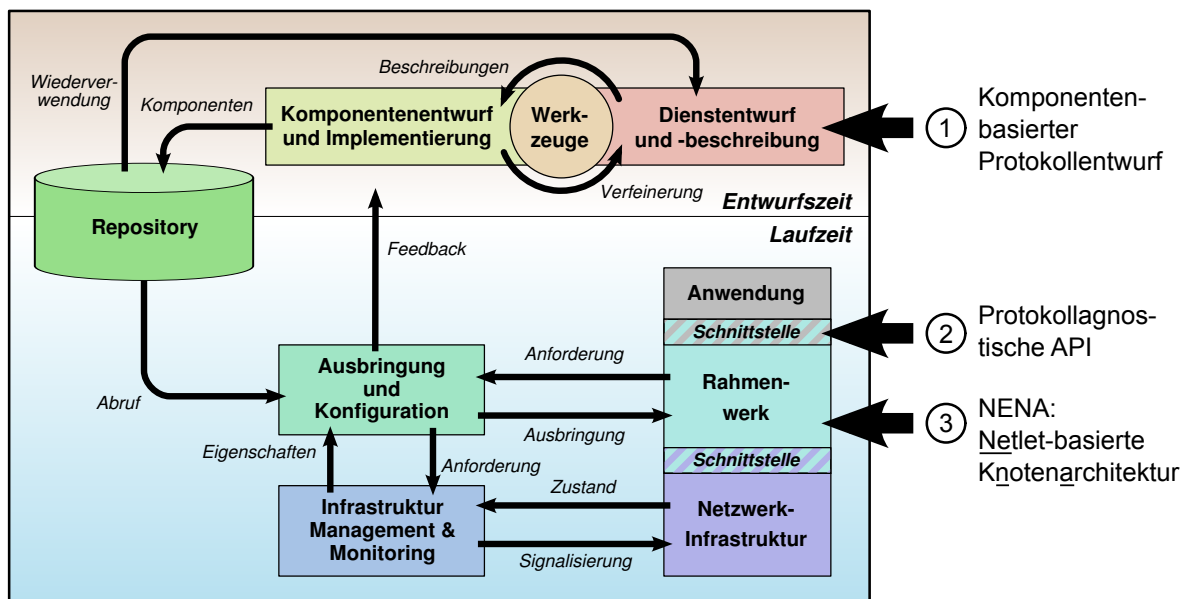 Wiederver-
wendung
Komponenten
Beschreibungen
Komponentenentwurf
und Implementierung
Werk-
zeuge
Dienstentwurf
und -beschreibung
Verfeinerung
1
Komponenten-
basierter
Protokollentwurf
Repository
Entwurfszeit
Laufzeit
Feedback
Anwendung
Schnittstelle
2
Protokollagnos-
tische API
Abruf
Ausbringung
und
Konfiguration
Anforderung
Ausbringung
Rahmen-
werk
3
NENA:
Netlet-basierte
Knotenarchitektur
Eigenschaften
Anforderung
Schnittstelle
Infrastruktur
Management &
Monitoring
Zustand
Signalisierung
Netzwerk-
Infrastruktur